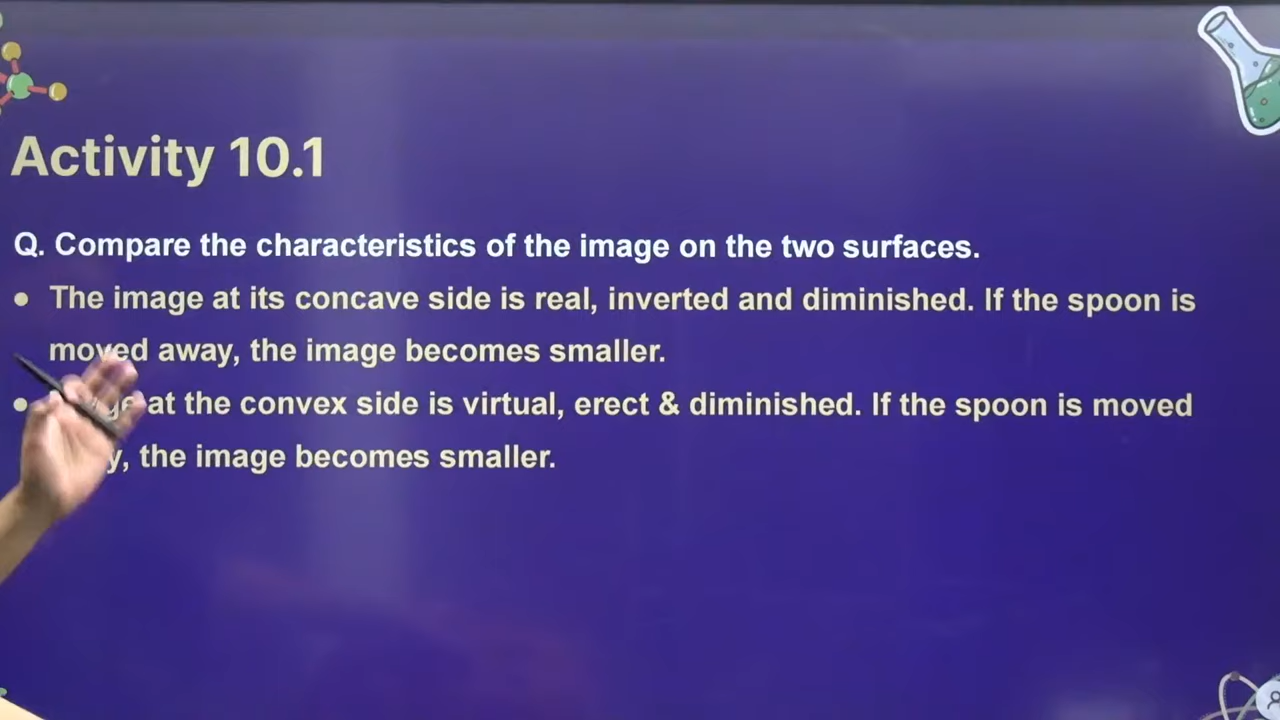 Activity 10.1
Q. Compare the characteristics of the image on the two surfaces.
• The image at its concave side is real, inverted and diminished. If the spoon is
moved away, the image becomes smaller.
• at the convex side is virtual, erect & diminished. If the spoon is moved
the image becomes smaller.